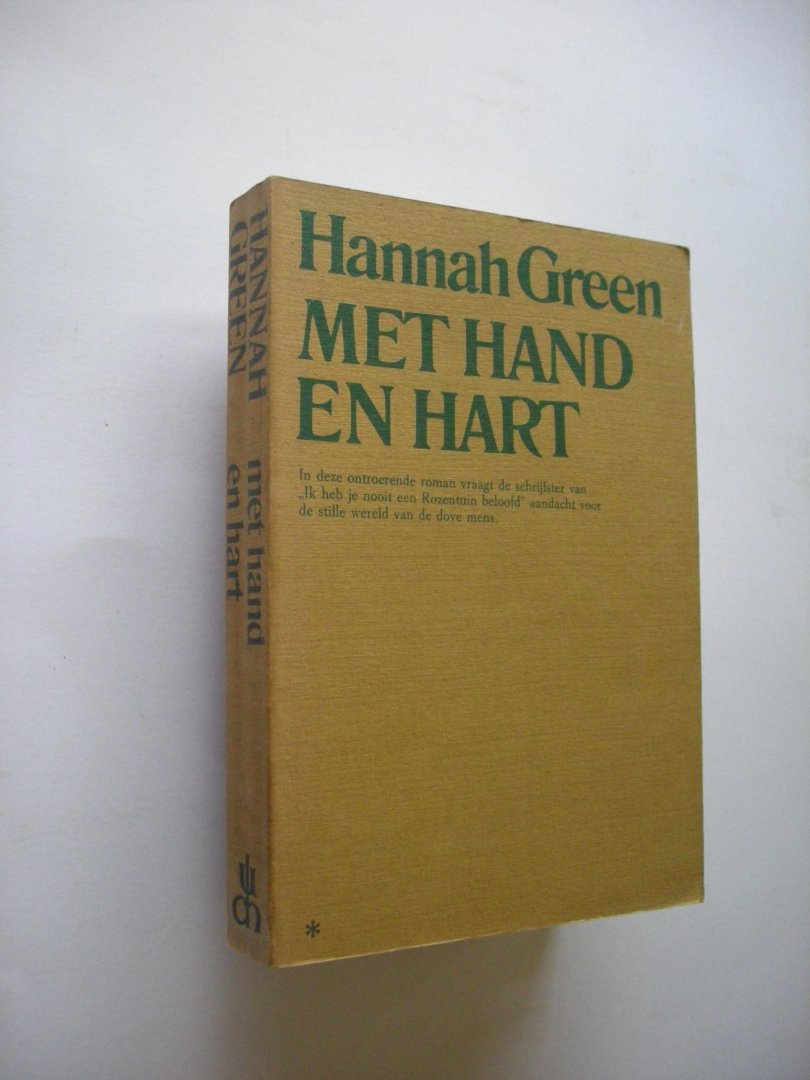 Hannah Green
MET HAND
EN HART
In deze ontroerende roman vraagt de schrijfster van
„Ik heb je nooit een Rozentuin beloofd” aandacht voor
de stille wereld van de dove mens.
*
HANNAH
GREEN
met hand
en hart